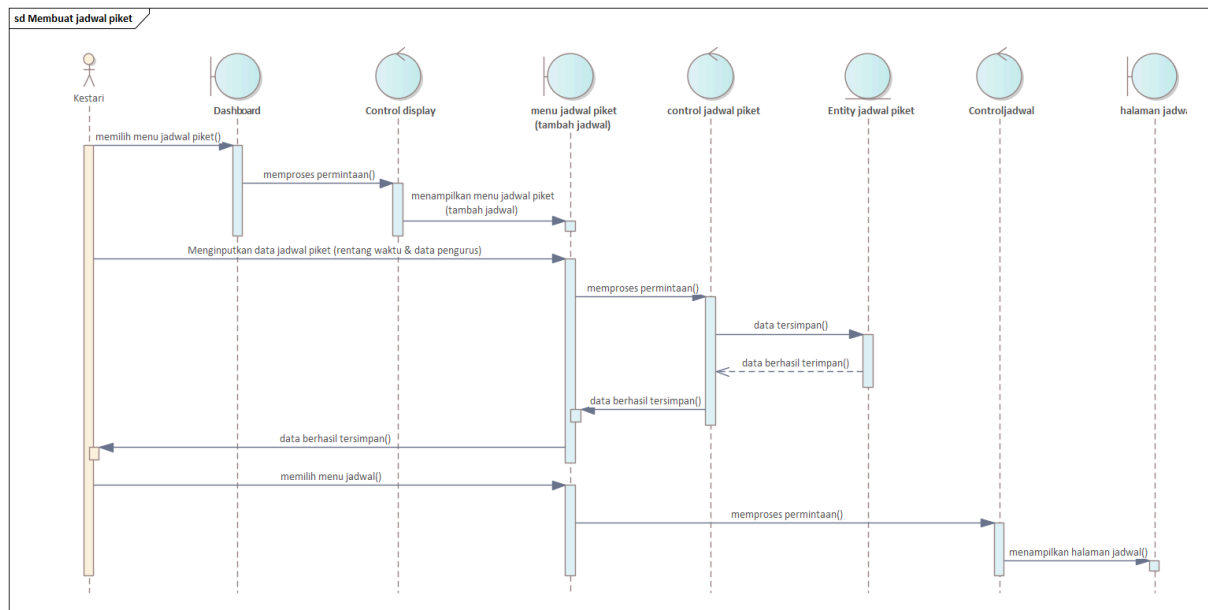 sd Membuat jadwal piket
Kestari
Dashboard
Control display
menu jadwal piket
(tambah jadwal)
control jadwal piket
Entity jadwal piket
Controljadwal
halaman jadw
memilih menu jadwal piket()
memproses permintaan()
menampilkan menu jadwal piket
(tambah jadwal)
Menginputkan data jadwal piket (rentang waktu & data pengurus)
memproses permintaan()
data tersimpan()
data berhasil terimpan()
data berhasil tersimpan()
data berhasil tersimpan()
memilih menu jadwal()
memproses permintaan()
menampilkan halaman jadwal()